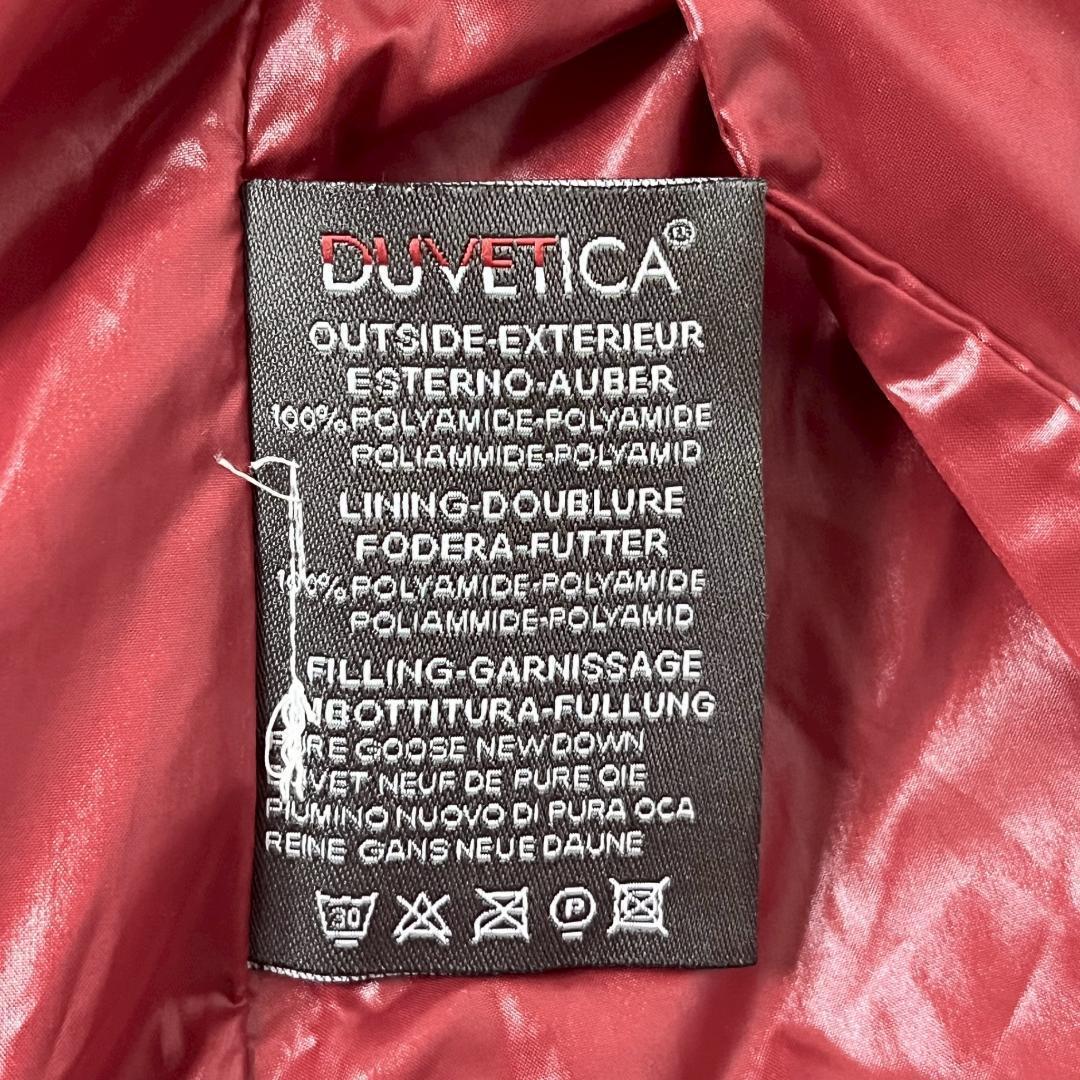 DUVETICA
OUTSIDE-EXTERIEUR
ESTERNO-AUBER
100% POLYAMIDE-POLYAMIDE
POLIAMMIDE-POLYAMID
LINING-DOUBLURE
FODERA-FUTTER
100% POLYAMIDE-POLYAMIDE
POLIAMMIDE-POLYAMID
FILLING-GARNISSAGE
IMBOTTITURA-FULLUNG
PURE GOOSE NEW DOWN
DUVET NEUF DE PURE OIE
PIUMINO NUOVO DI PURA OCA
REINE GANS NEUE DAUNE
30 P